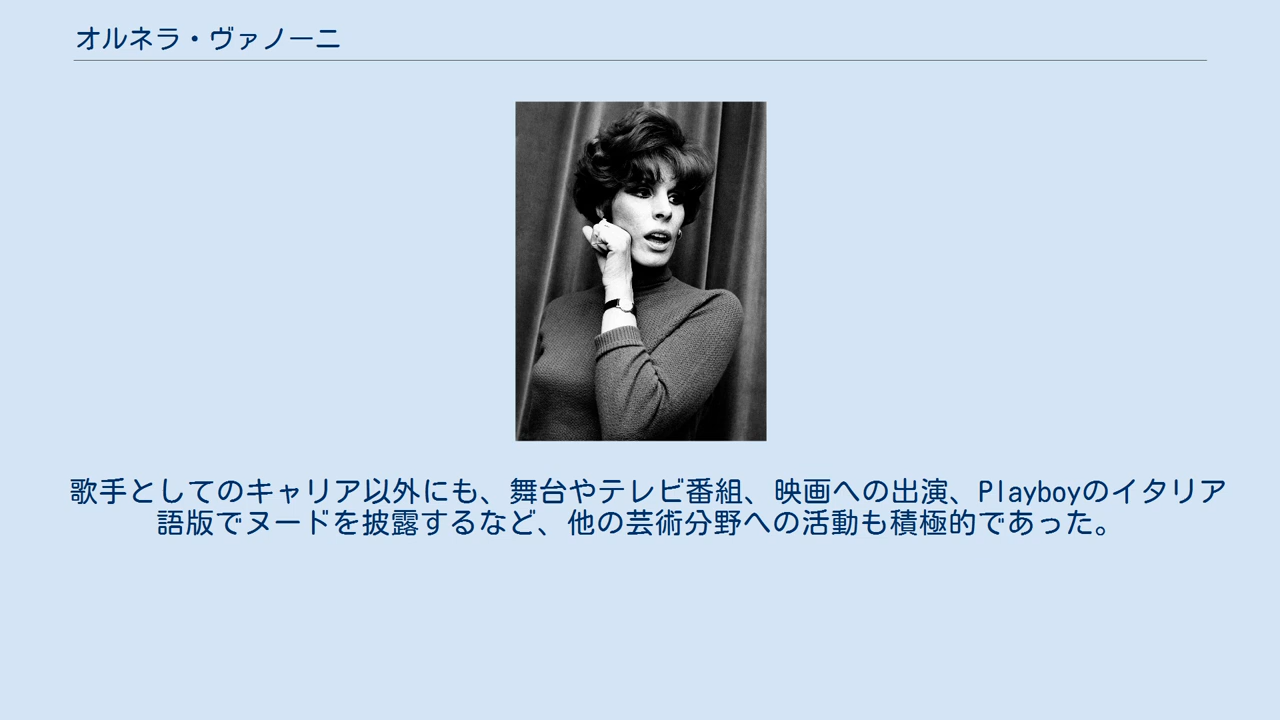 オルネラ・ヴァノーニ
歌手としてのキャリア以外にも、舞台やテレビ番組、映画への出演、Playboyのイタリア
語版でヌードを披露するなど、他の芸術分野への活動も積極的であった。